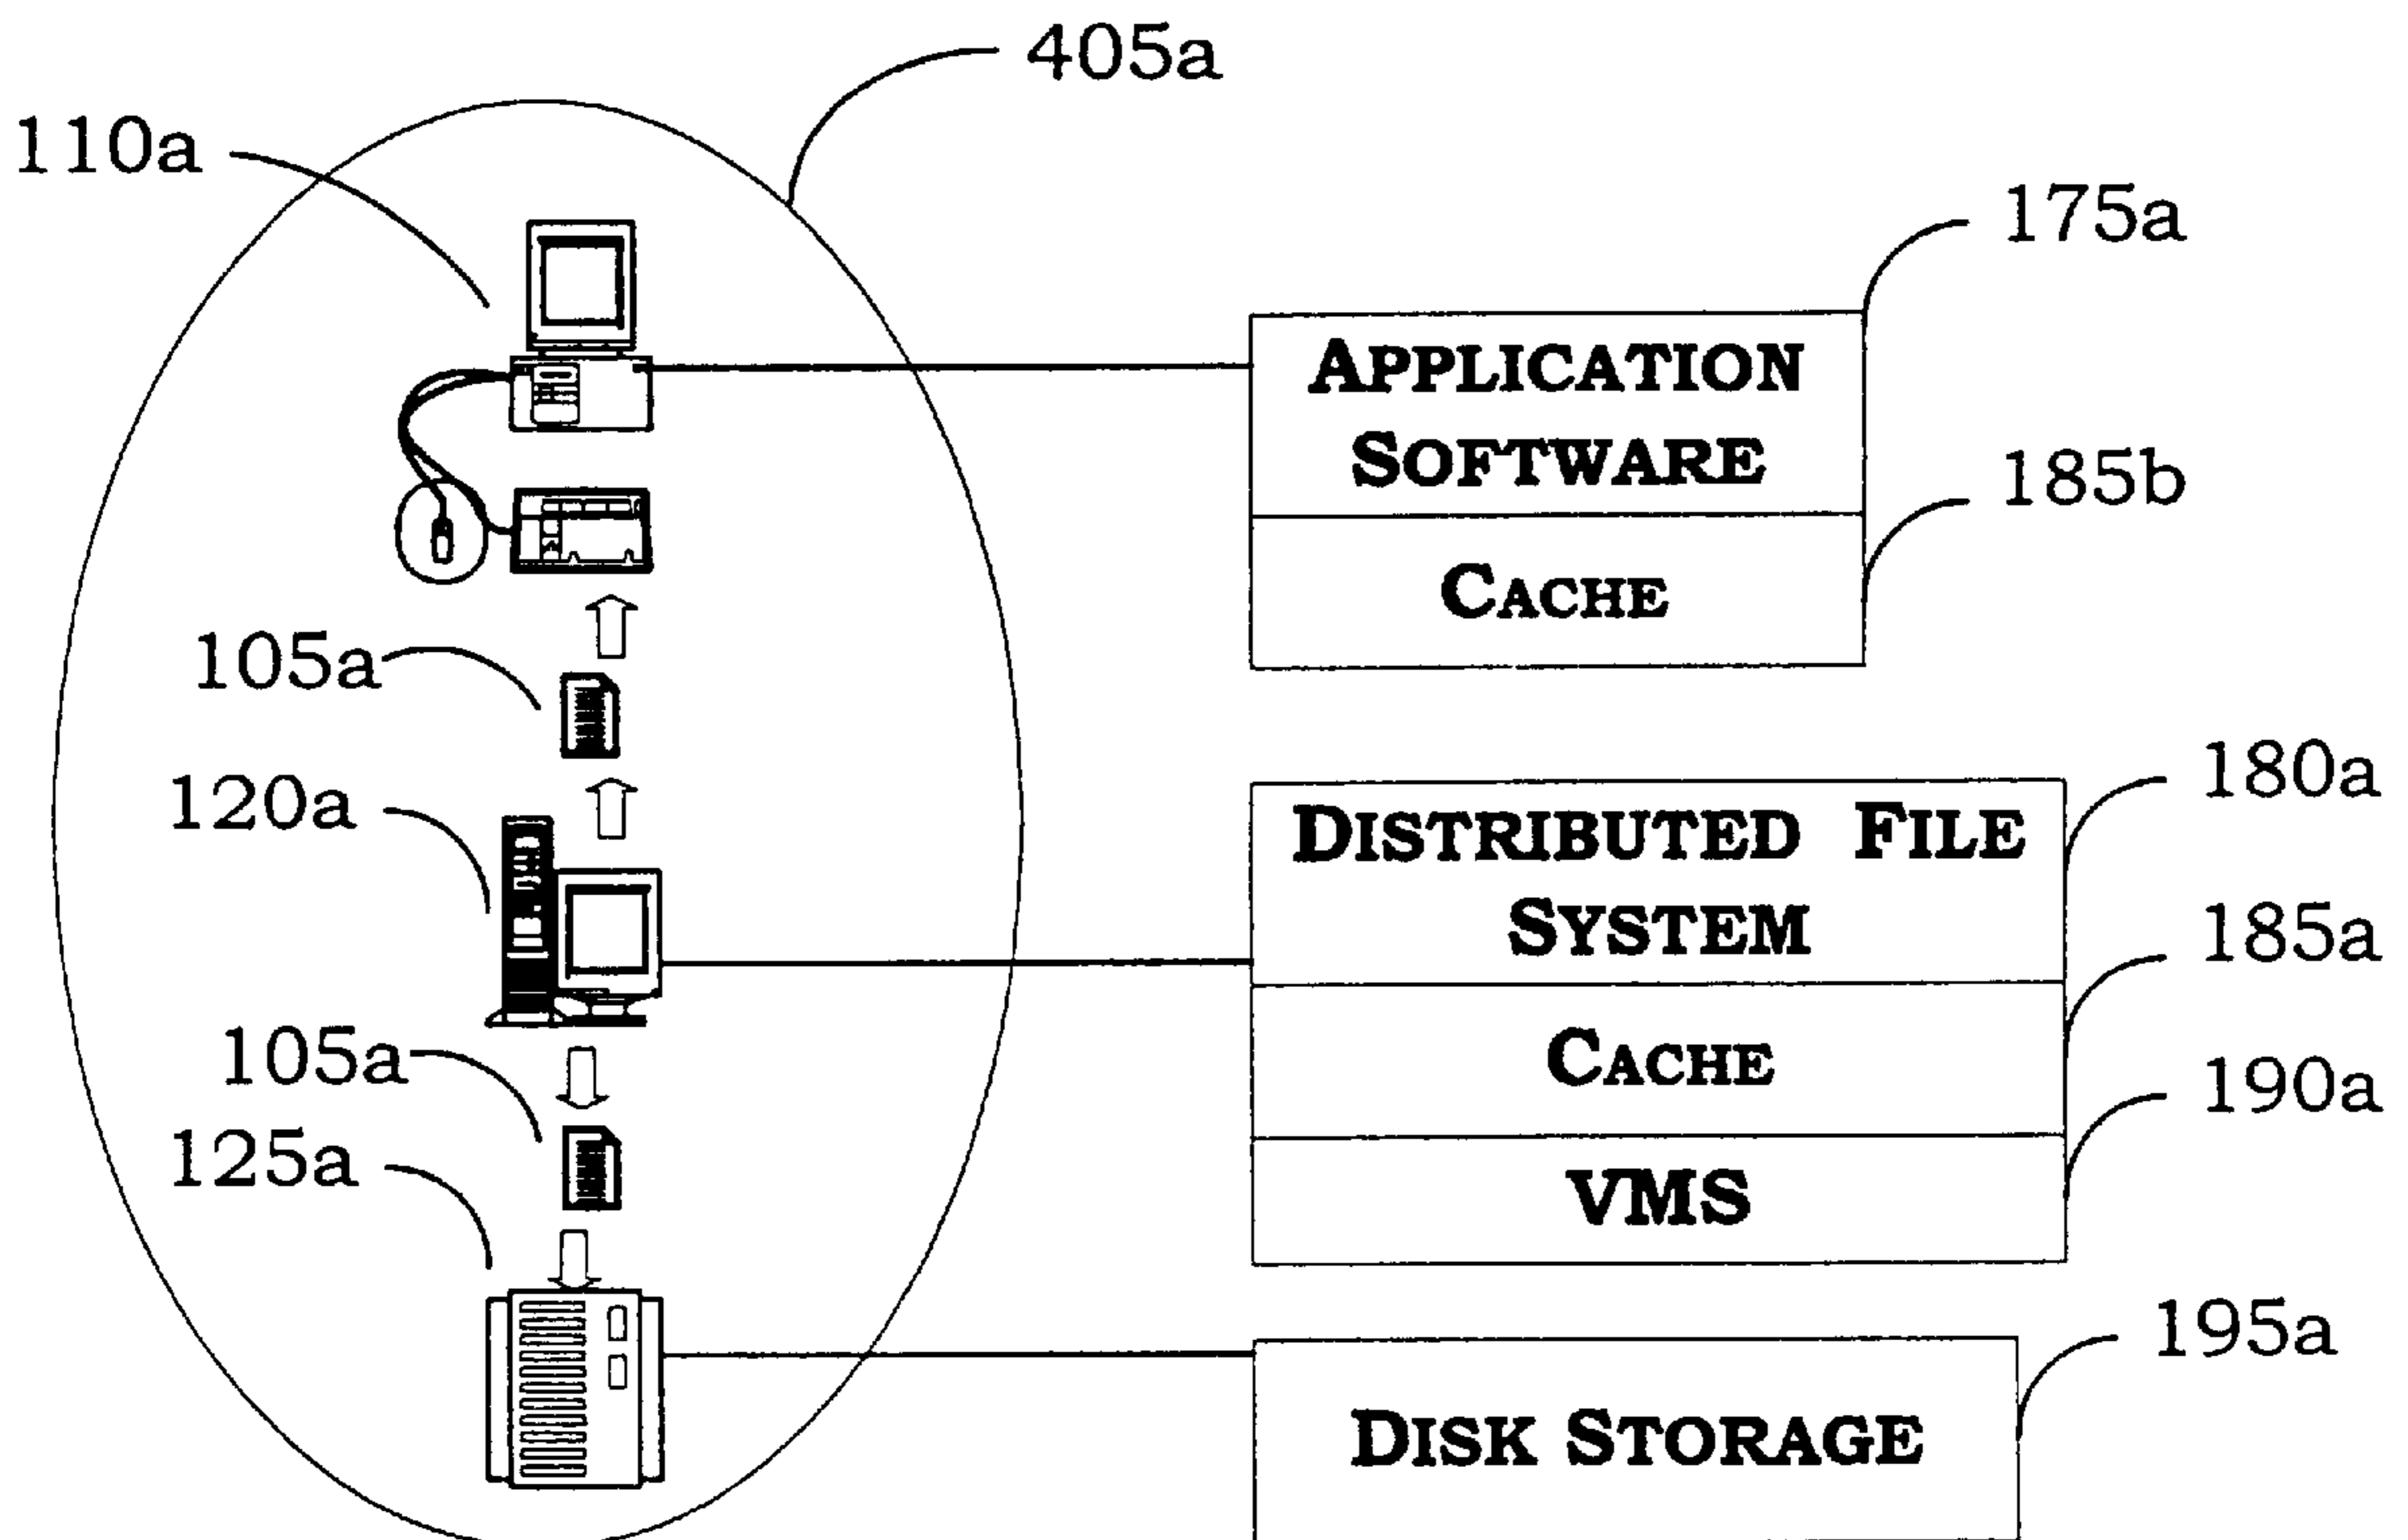 405a
110a
175a
APPLICATION
SOFTWARE
185b
CACHE
105a
120a
180a
DISTRIBUTED FILE
SYSTEM
185a
CACHE
105a
190a
125a
VMS
195a
DISK STORAGE